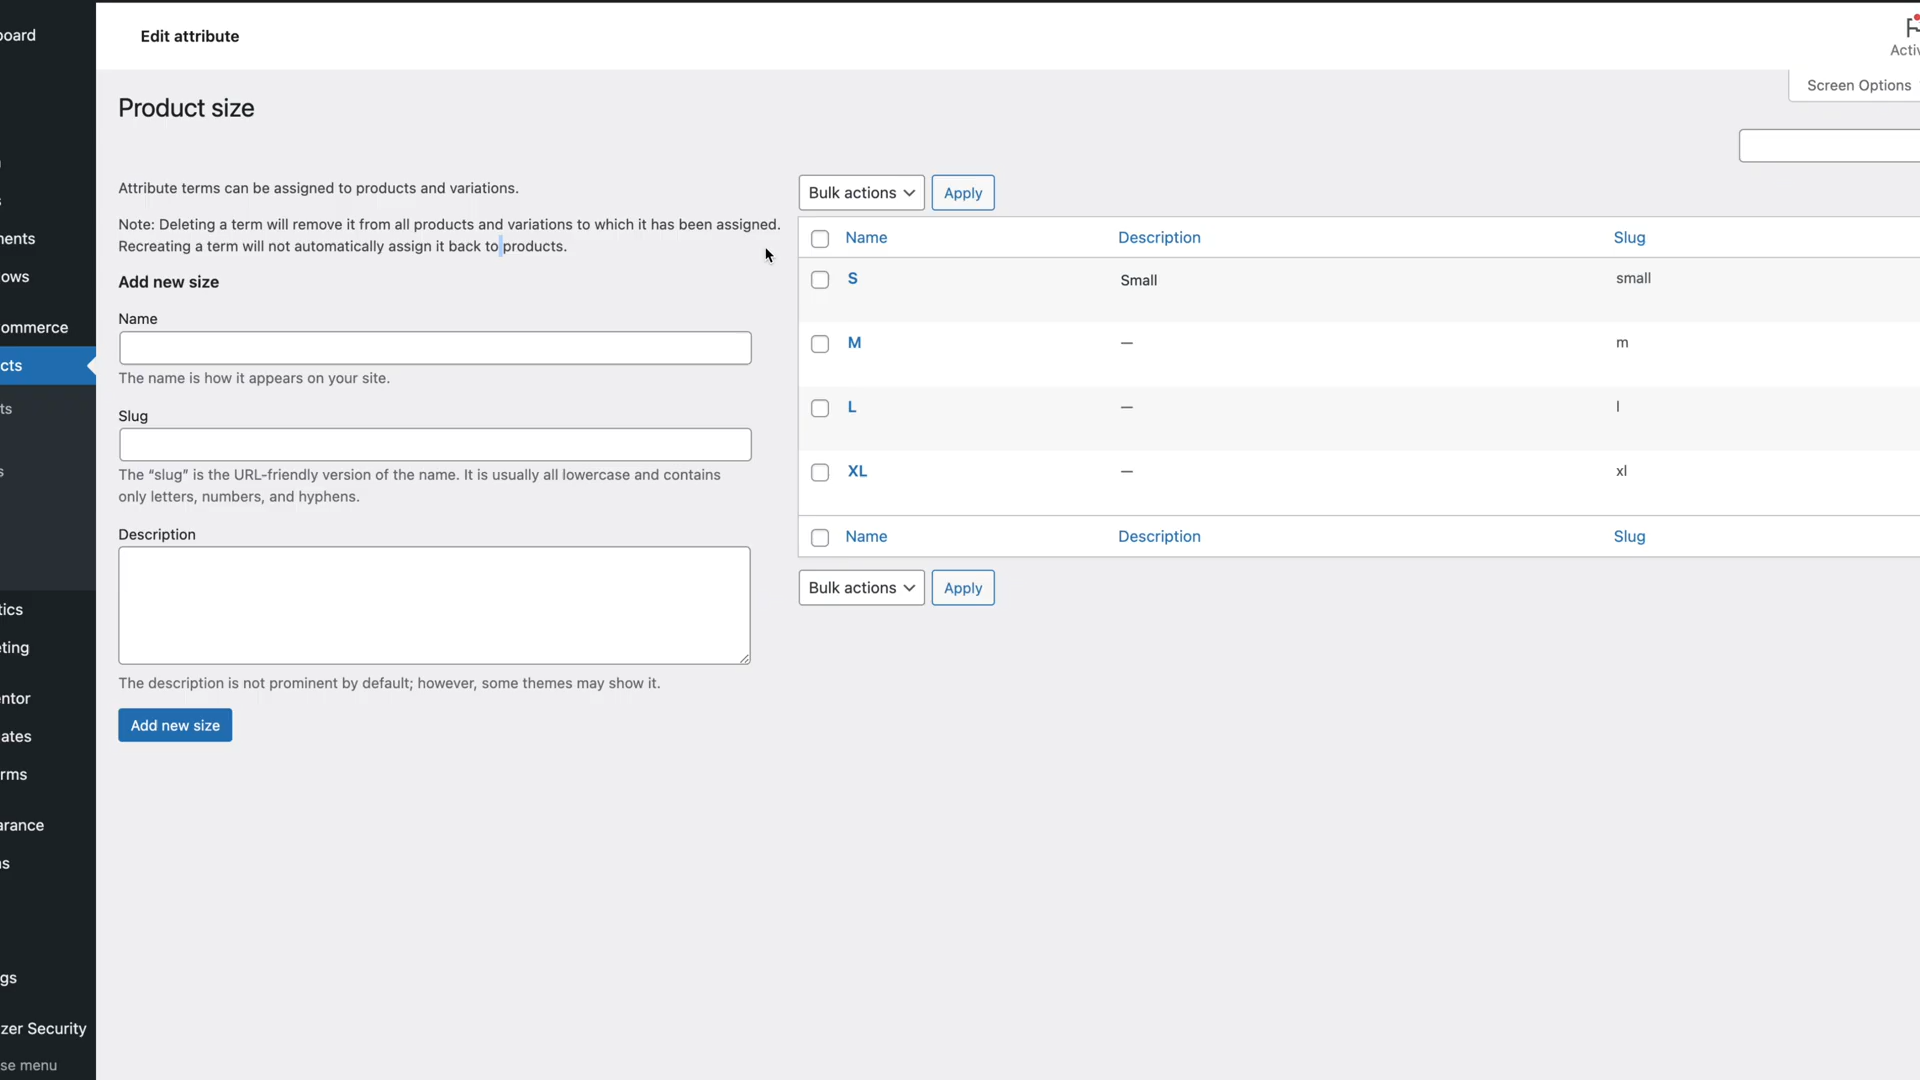 board
Edit attribute
Activ
Screen Options
Product size
Attribute terms can be assigned to products and variations.
Note: Deleting a term will remove it from all products and variations to which it has been assigned.
Recreating a term will not automatically assign it back to products.
Add new size
Name
The name is how it appears on your site.
Slug
The “slug” is the URL-friendly version of the name. It is usually all lowercase and contains
only letters, numbers, and hyphens.
Description
The description is not prominent by default; however, some themes may show it.
Add new size
Bulk actions
Apply
Name Description Slug
S Small small
M — m
L — l
XL — xl
Name Description Slug
Bulk actions
Apply
s
nents
ows
ommerce
cts
ts
s
tics
eting
entor
ates
rms
arance
ns
gs
zer Security
se menu